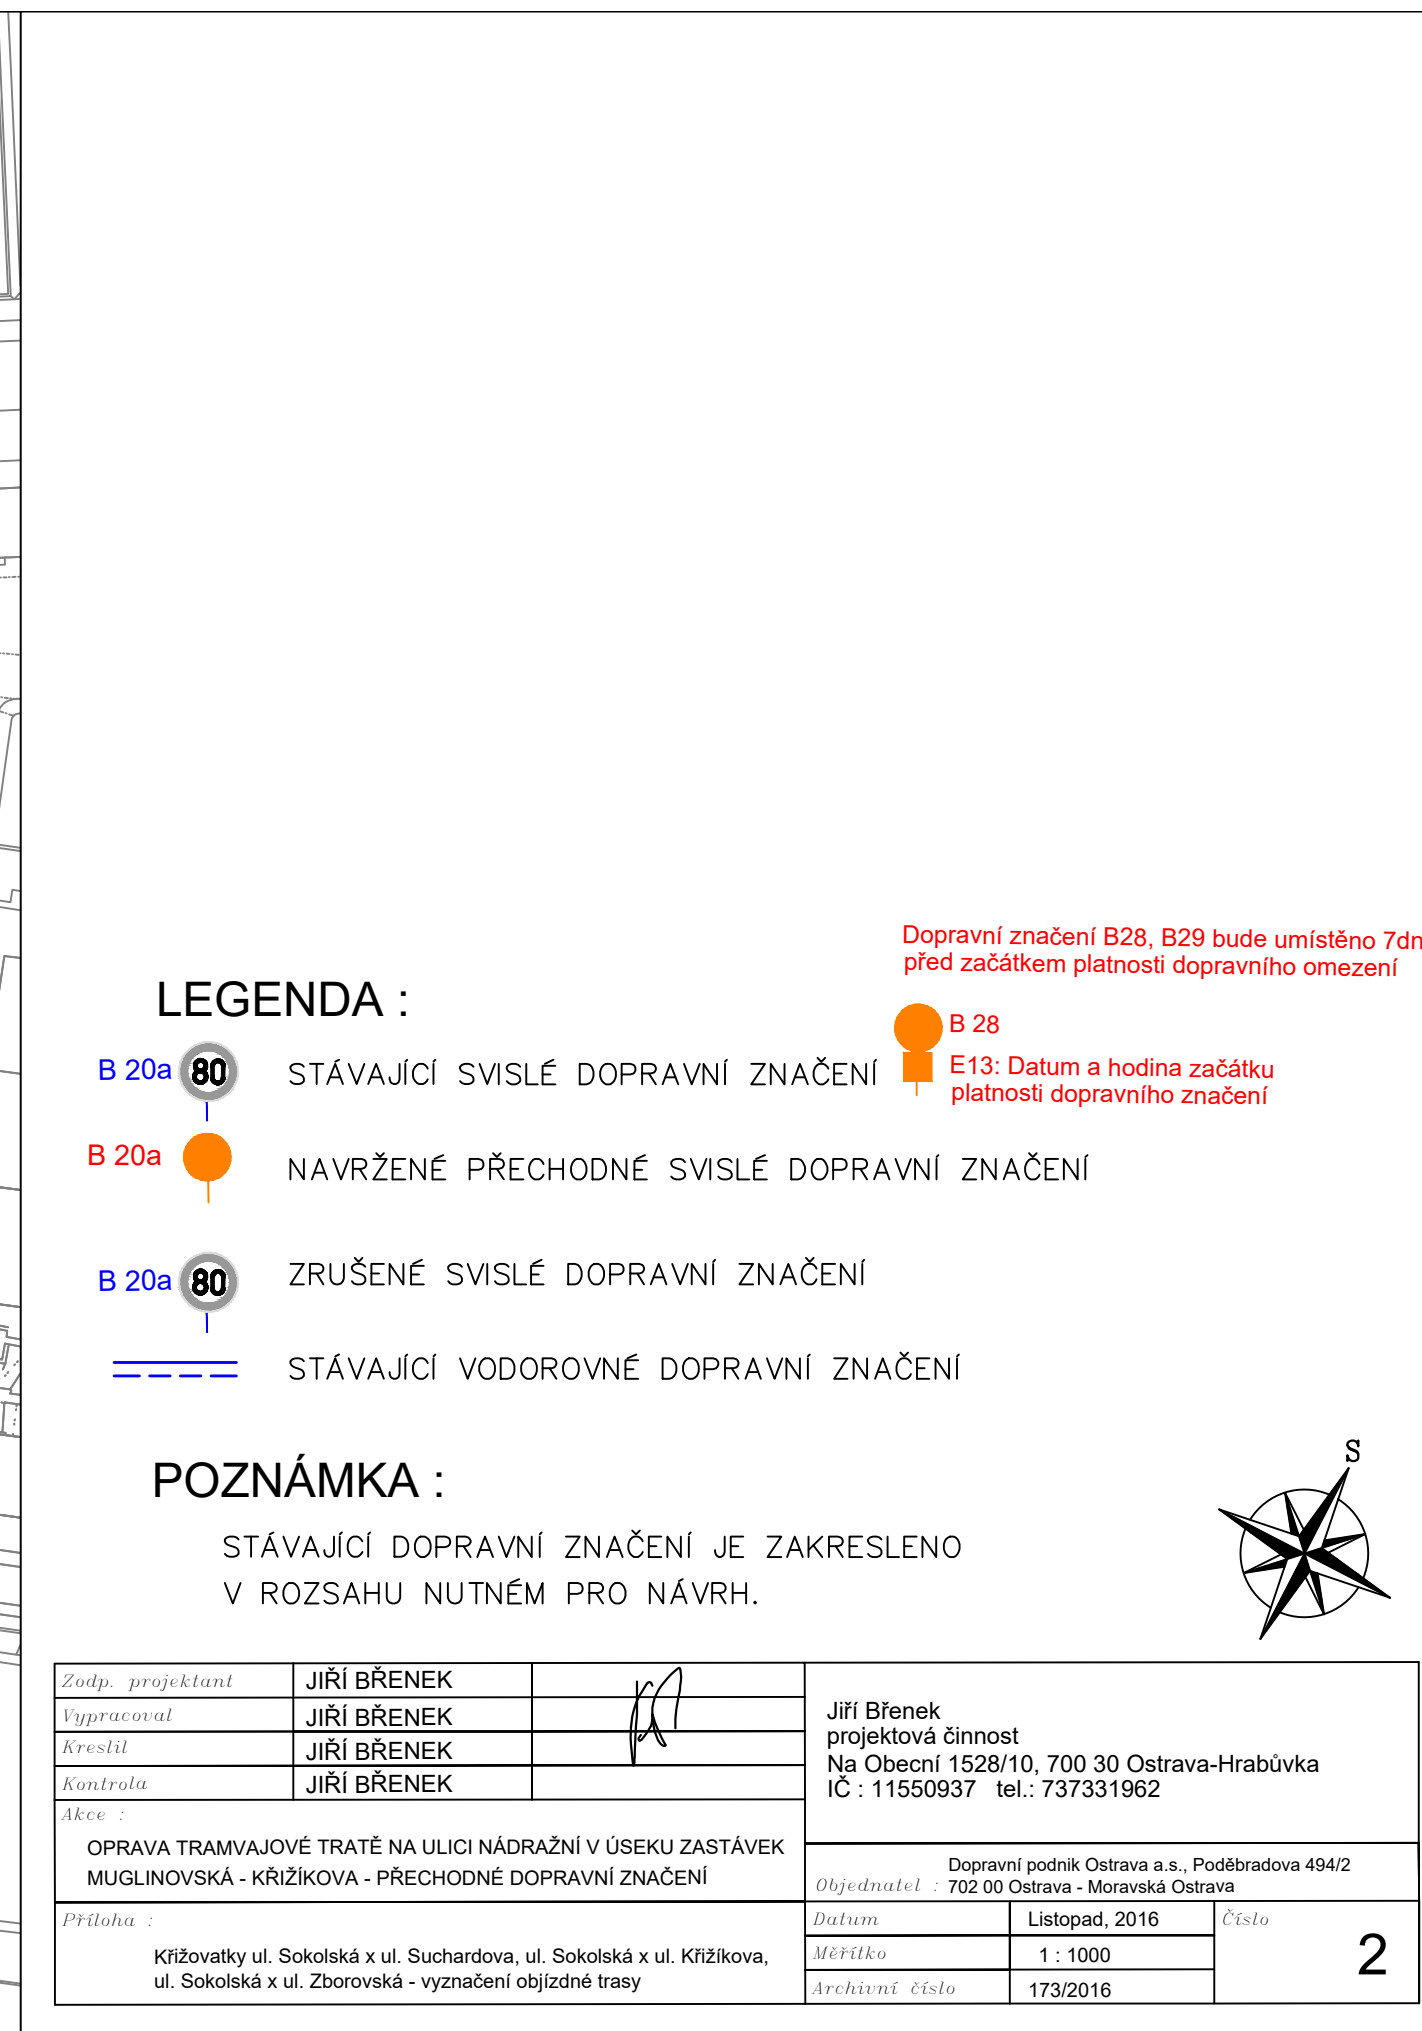 Dopravní značení B28, B29 bude umístěno 7dn
před začátkem platnosti dopravního omezení
LEGENDA :
B 28
E13: Datum a hodina začátku
platnosti dopravního značení
B 20a 80 STÁVAJÍCÍ SVISLÉ DOPRAVNÍ ZNAČENÍ
B 20a NAVRŽENÉ PŘECHODNÉ SVISLÉ DOPRAVNÍ ZNAČENÍ
B 20a 80 ZRUŠENÉ SVISLÉ DOPRAVNÍ ZNAČENÍ
STÁVAJÍCÍ VODOROVNÉ DOPRAVNÍ ZNAČENÍ
POZNÁMKA :
STÁVAJÍCÍ DOPRAVNÍ ZNAČENÍ JE ZAKRESLENO
V ROZSAHU NUTNÉM PRO NÁVRH.
S
Zodp. projektant JIŘÍ BŘENEK
Vypracoval JIŘÍ BŘENEK
Kreslil JIŘÍ BŘENEK
Kontrola JIŘÍ BŘENEK
Jiří Břenek
projektová činnost
Na Obecní 1528/10, 700 30 Ostrava-Hrabůvka
IČ : 11550937 tel.: 737331962
Akce :
OPRAVA TRAMVAJOVÉ TRATĚ NA ULICI NÁDRAŽNÍ V ÚSEKU ZASTÁVEK
MUGLINOVSKÁ - KŘIŽÍKOVA - PŘECHODNÉ DOPRAVNÍ ZNAČENÍ
Dopravní podnik Ostrava a.s., Poděbradova 494/2
Objednatel : 702 00 Ostrava - Moravská Ostrava
Příloha :
Křižovatky ul. Sokolská x ul. Suchardova, ul. Sokolská x ul. Křižíkova,
ul. Sokolská x ul. Zborovská - vyznačení objízdné trasy
Datum Listopad, 2016
Měřítko 1 : 1000
Archivní číslo 173/2016
Číslo
2